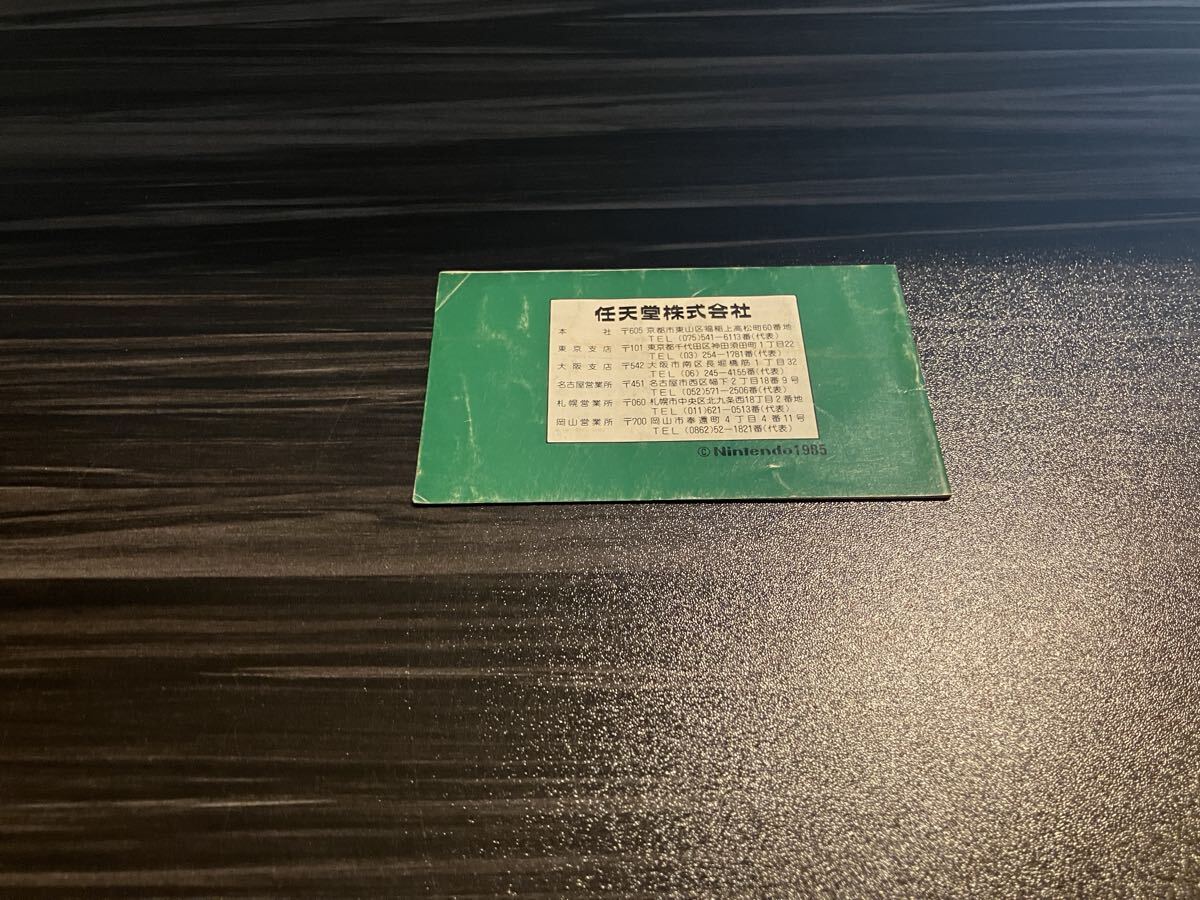 任天堂株式会社
本社 〒605 京都市東山区福稲上高松町60番地
TEL (075)541-6113番(代表)
東京支店 〒101 東京都千代田区神田須田町1丁目22
TEL (03) 254-1781番(代表)
大阪支店 〒542 大阪市南区長堀橋筋1丁目32
TEL (06) 245-4155番(代表)
名古屋営業所 〒451 名古屋市西区幅下2丁目18番9号
TEL (052)571-2506番(代表)
札幌営業所 〒060 札幌市中央区北九条西18丁目2番地
TEL (011)621-0513番(代表)
岡山営業所 〒700 岡山市奉還町4丁目4番11号
TEL (0862)52-1821番(代表)
©Nintendo1985